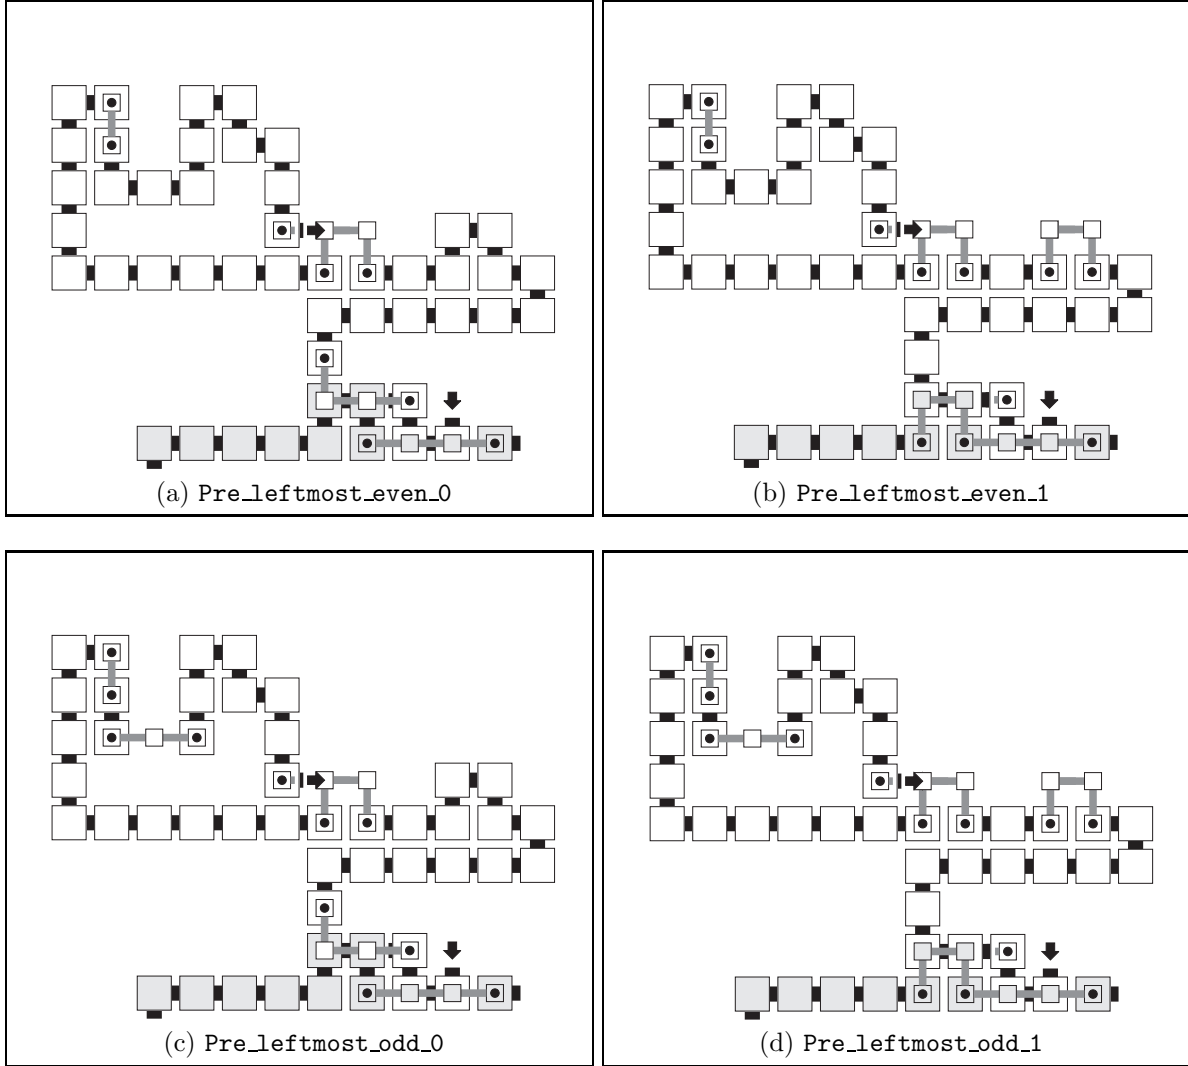 (a) Pre_leftmost_even_0
(b) Pre_leftmost_even_1
(c) Pre_leftmost_odd_0
(d) Pre_leftmost_odd_1